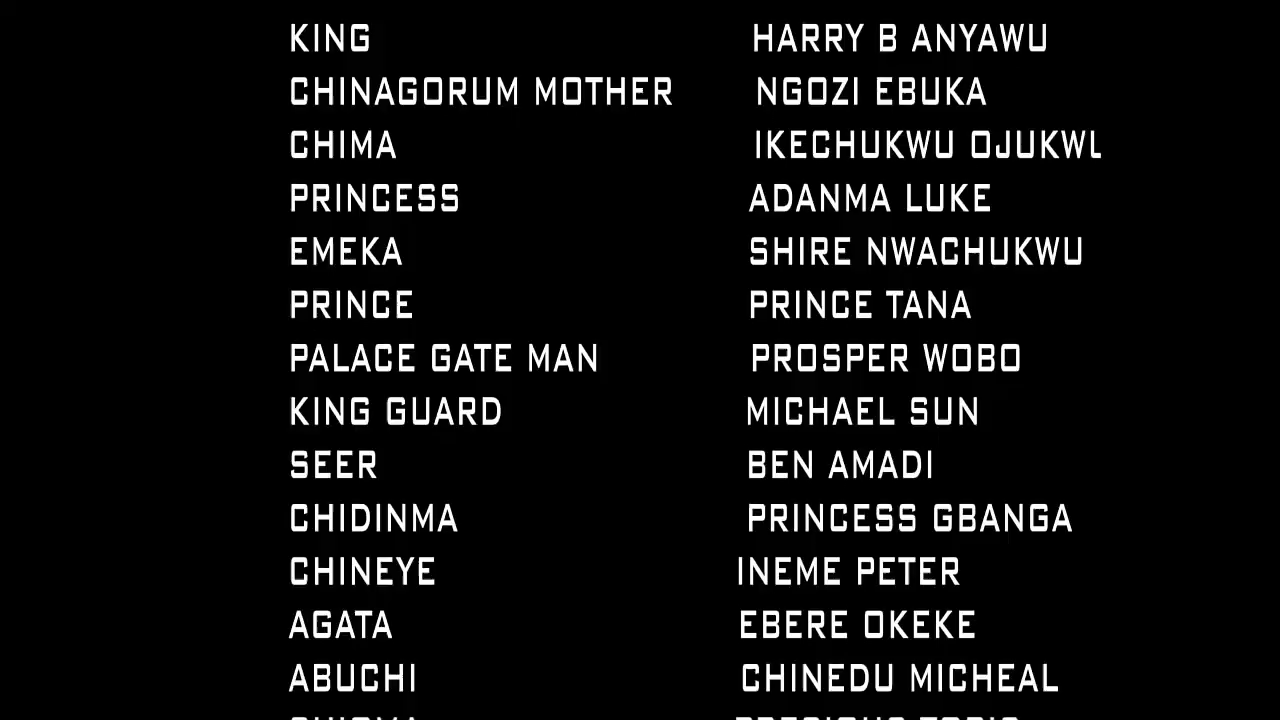 KING HARRY B ANYAWU
CHINAGORUM MOTHER NGOZI EBUKA
CHIMA IKECHUKWU
PRINCESS ADANMA LUKE
EMEKA SHIRE NWACHUKWU
PRINCE PRINCE TANA
PALACE GATE MAN PROSPER WOBO
KING GUARD MICHAEL SUN
SEER BEN AMADI
CHIDINMA PRINCESS GBANGA
CHINEYE INEME PETER
AGATA EBERE OKEKE
ABUCHI CHINEDU MICHEAL